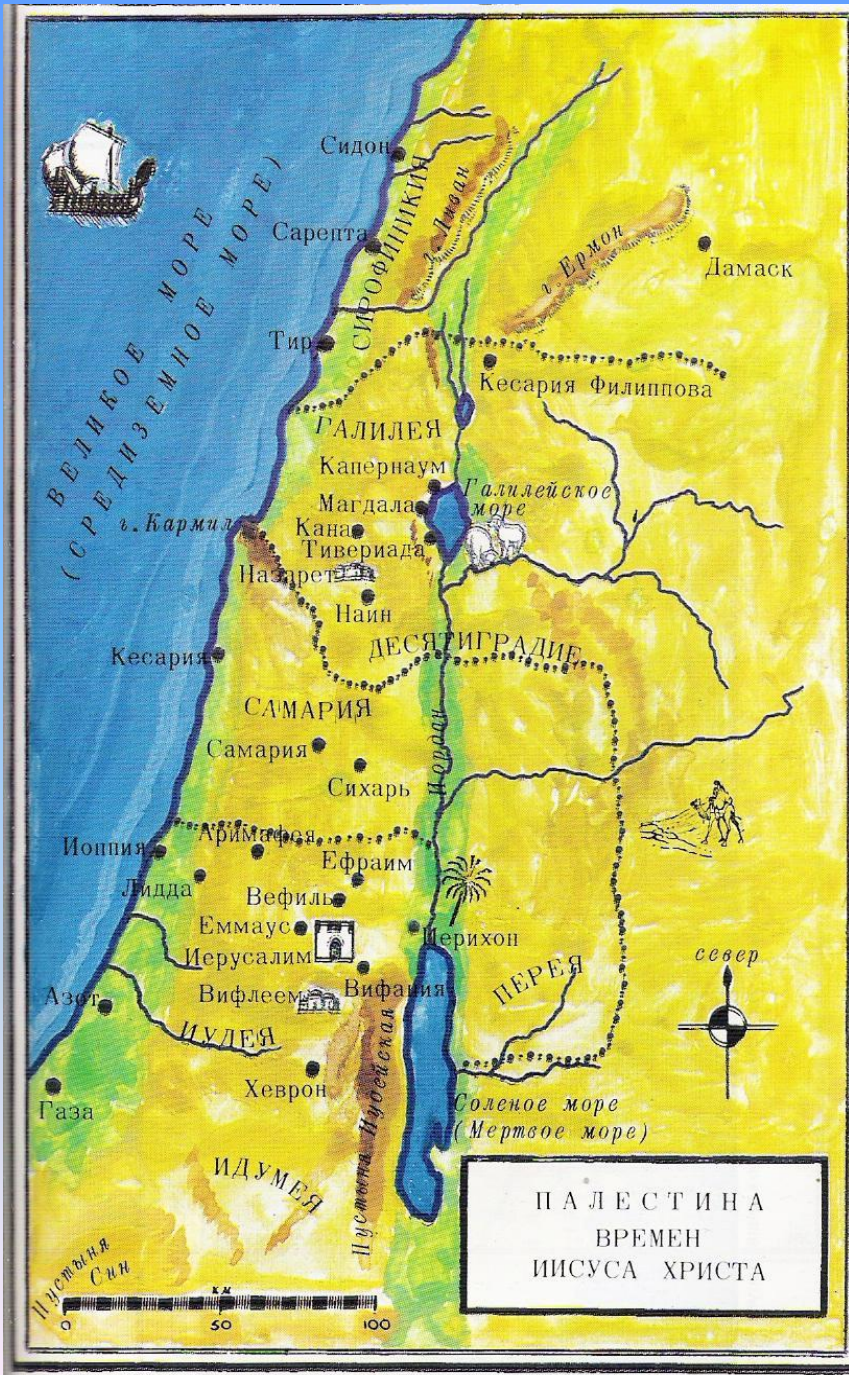 Сидон
Сарепта
СИРОФИНИКИЯ
г. Ливан
г. Ермон
Дамаск
ВЕЛИКОЕ МОРЕ
(СРЕДИЗЕМНОЕ МОРЕ)
Тир
Кесария Филиппова
ГАЛИЛЕЯ
Капернаум
Галилейское
море
Магдала
г. Кармил
Кана
Тивериада
Назарет
Наин
ДЕСЯТИГРАДИЕ
Кесария
САМАРИЯ
Самария
Сихарь
Иордан
Иоппия
Аримафея
Ефраим
Лидда
Вефиль
Еммаус
Иерихон
Иерусалим
север
Вифания
ПЕРЕЯ
Азот
Вифлеем
ИУДЕЯ
Хеврон
Газа
Соленое море
(Мертвое море)
Пустыня Иудейская
ИДУМЕЯ
Пустыня
Син
км
0 50 100
ПАЛЕСТИНА
ВРЕМЕН
ИИСУСА ХРИСТА